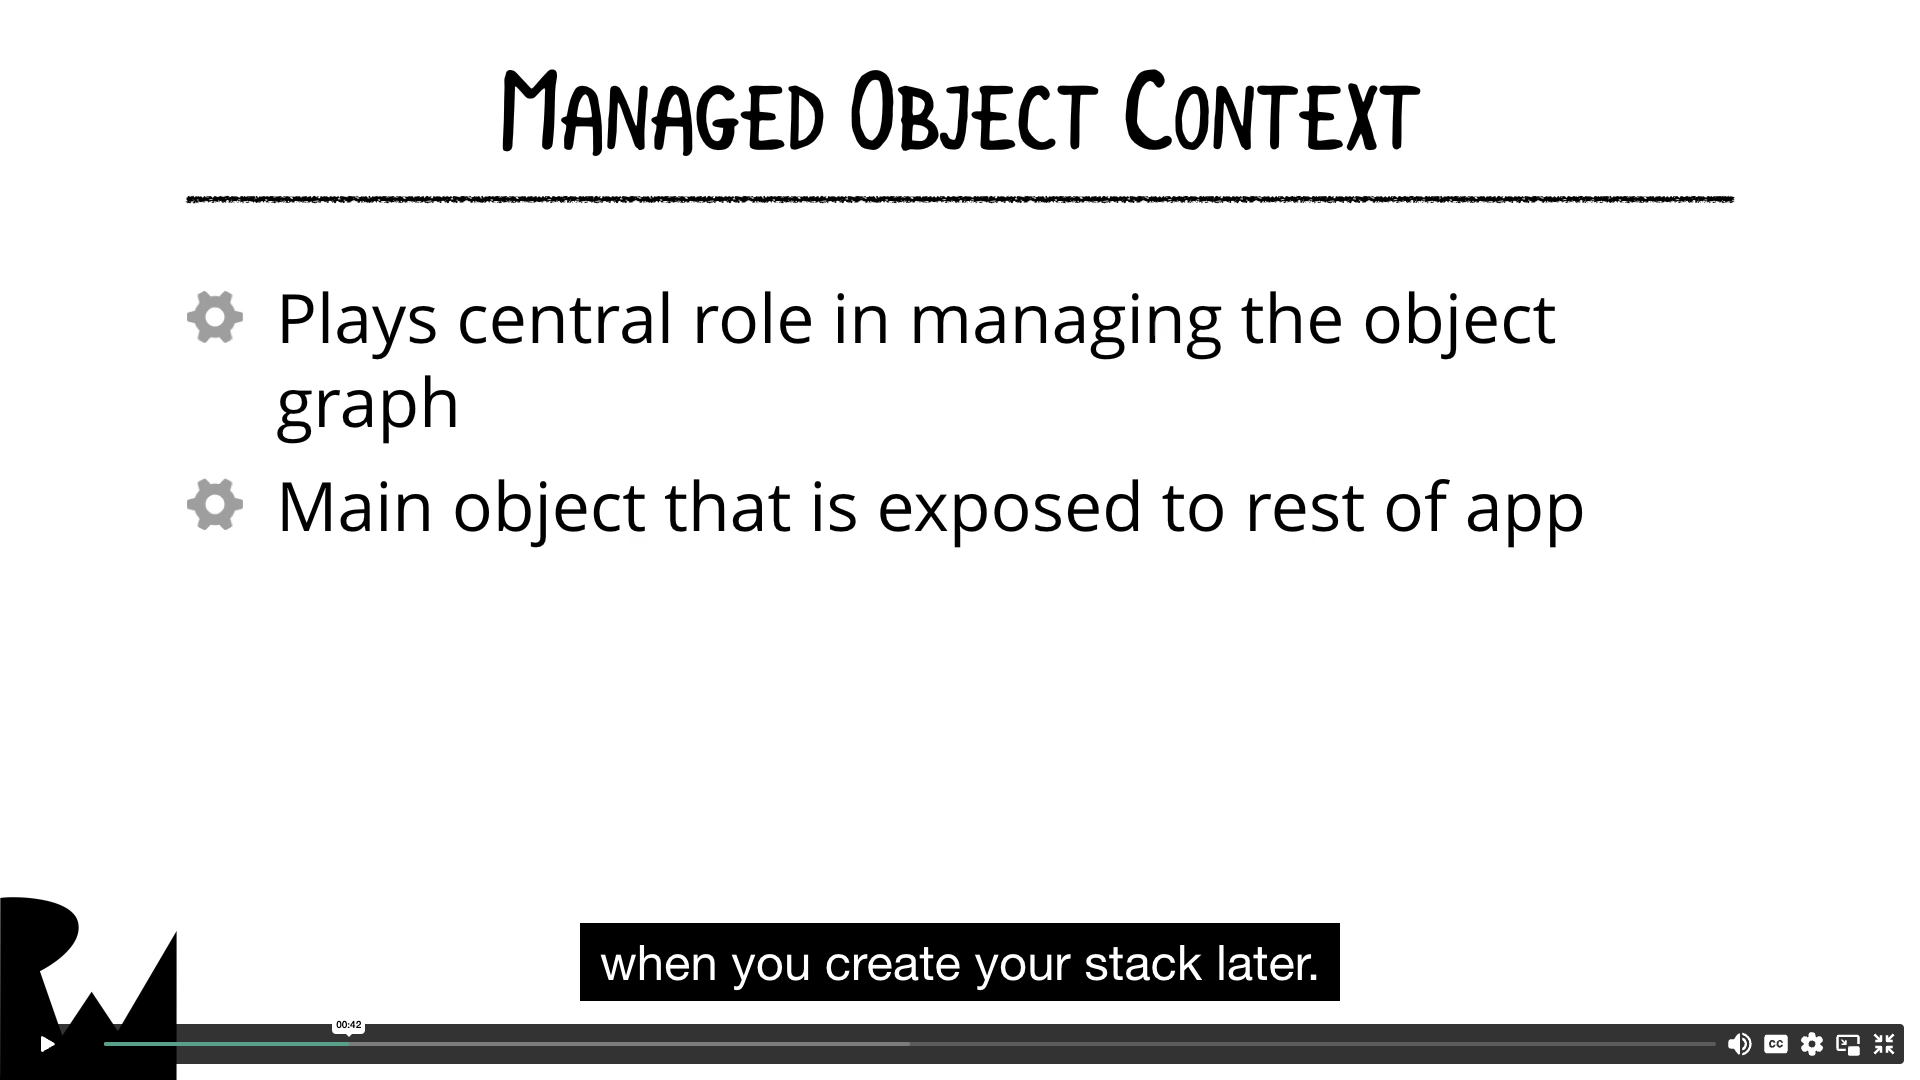 Managed Object Context
Plays central role in managing the object
graph
Main object that is exposed to rest of app
when you create your stack later.
00:42
CC